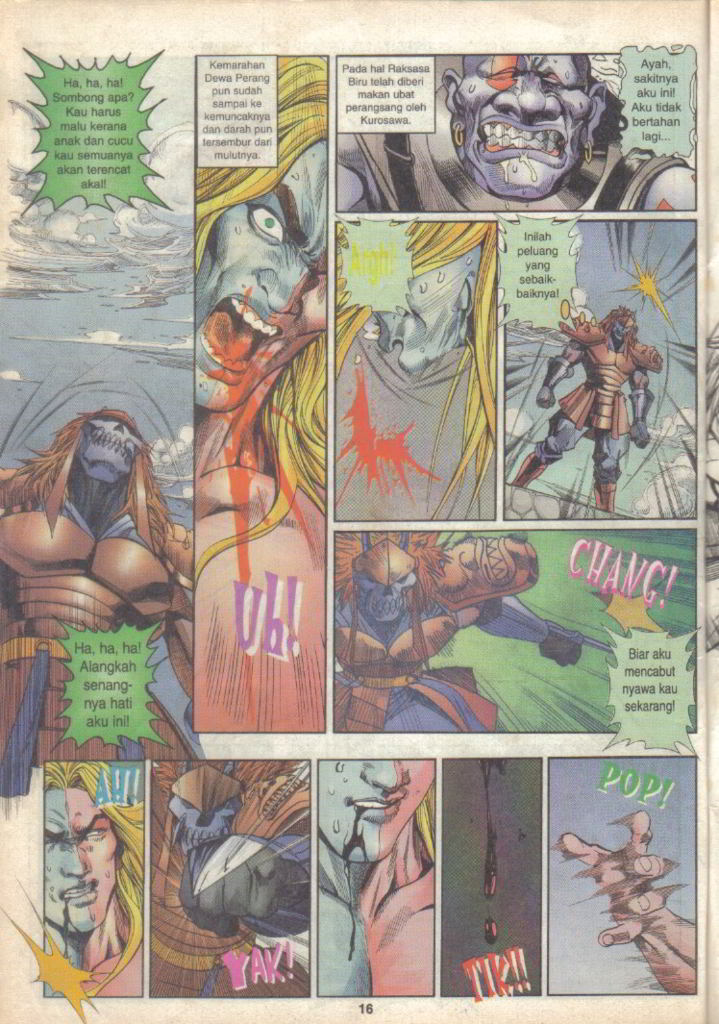 Ha, ha, ha!
Sombong apa?
Kau harus
malu kerana
anak dan cucu
kau semuanya
akan terencat
akal!
Kemarahan
Dewa Perang
pun sudah
sampai ke
kemuncaknya
dan darah pun
tersembur dari
mulutnya.
Pada hal Raksasa
Biru telah diberi
makan ubat
perangsang oleh
Kurosawa.
Ayah,
sakitnya
aku ini!
Aku tidak
bertahan
lagi...
Argh!
Inilah
peluang
yang
sebaik-
baiknya!
Uh!
Ha, ha, ha!
Alangkah
senang-
nya hati
aku ini!
CHANG!
Biar aku
mencabut
nyawa kau
sekarang!
AH!
YAK!
TIK!!
POP!
16